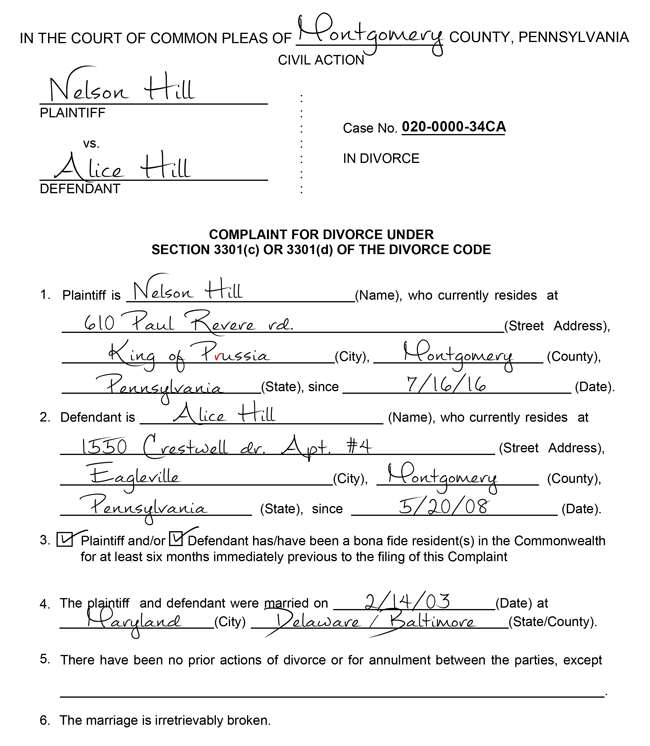 IN THE COURT OF COMMON PLEAS OF Montgomery COUNTY, PENNSYLVANIA
CIVIL ACTION
Nelson Hill :
PLAINTIFF :
: Case No. 020-0000-34CA
vs. :
Alice Hill : IN DIVORCE
DEFENDANT :
COMPLAINT FOR DIVORCE UNDER
SECTION 3301(c) OR 3301(d) OF THE DIVORCE CODE
1. Plaintiff is Nelson Hill (Name), who currently resides at
610 Paul Revere rd. (Street Address),
King of Prussia (City), Montgomery (County),
Pennsylvania (State), since 7/16/16 (Date).
2. Defendant is Alice Hill (Name), who currently resides at
1550 Crestwell dr. Apt. #4 (Street Address),
Eagleville (City), Montgomery (County),
Pennsylvania (State), since 5/20/08 (Date).
3. ☑ Plaintiff and/or ☑ Defendant has/have been a bona fide resident(s) in the Commonwealth
for at least six months immediately previous to the filing of this Complaint
4. The plaintiff and defendant were married on 2/14/03 (Date) at
Maryland (City) Delaware / Baltimore (State/County).
5. There have been no prior actions of divorce or for annulment between the parties, except
.
6. The marriage is irretrievably broken.